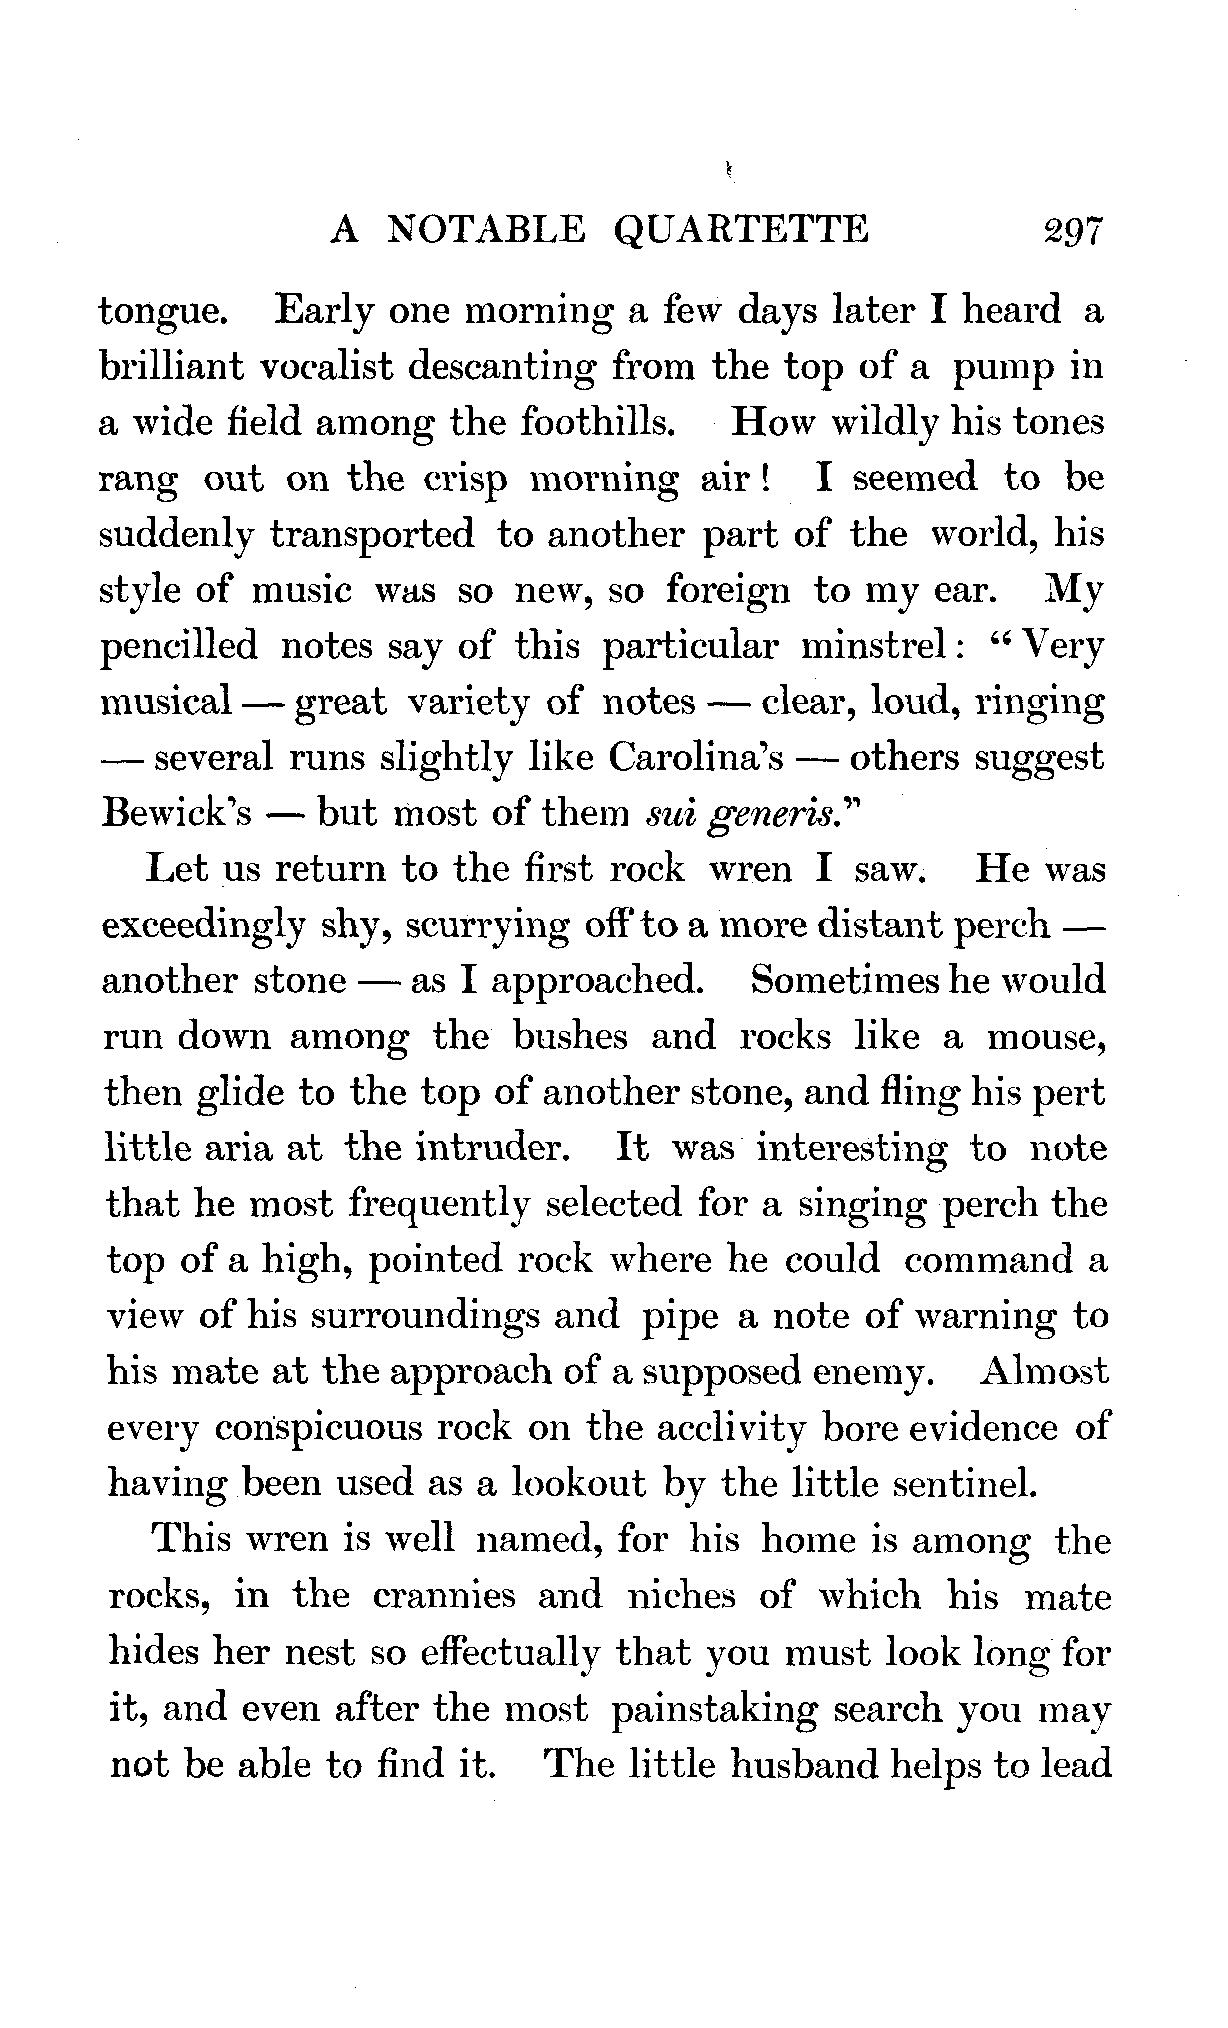 A NOTABLE QUARTETTE 297
tongue. Early one morning a few days later I heard a
brilliant vocalist descanting from the top of a pump in
a wide field among the foothills. How wildly his tones
rang out on the crisp morning air! I seemed to be
suddenly transported to another part of the world, his
style of music was so new, so foreign to my ear. My
pencilled notes say of this particular minstrel: “Very
musical — great variety of notes — clear, loud, ringing
— several runs slightly like Carolina's — others suggest
Bewick's — but most of them sui generis.”
Let us return to the first rock wren I saw. He was
exceedingly shy, scurrying off to a more distant perch —
another stone — as I approached. Sometimes he would
run down among the bushes and rocks like a mouse,
then glide to the top of another stone, and fling his pert
little aria at the intruder. It was interesting to note
that he most frequently selected for a singing perch the
top of a high, pointed rock where he could command a
view of his surroundings and pipe a note of warning to
his mate at the approach of a supposed enemy. Almost
every conspicuous rock on the acclivity bore evidence of
having been used as a lookout by the little sentinel.
This wren is well named, for his home is among the
rocks, in the crannies and niches of which his mate
hides her nest so effectually that you must look long for
it, and even after the most painstaking search you may
not be able to find it. The little husband helps to lead